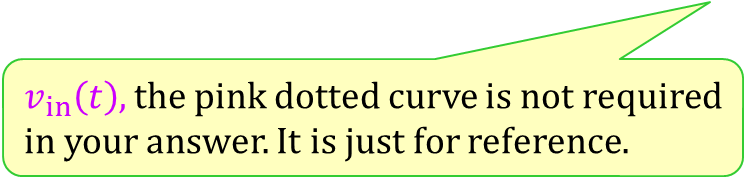 v_in(t), the pink dotted curve is not required
in your answer. It is just for reference.